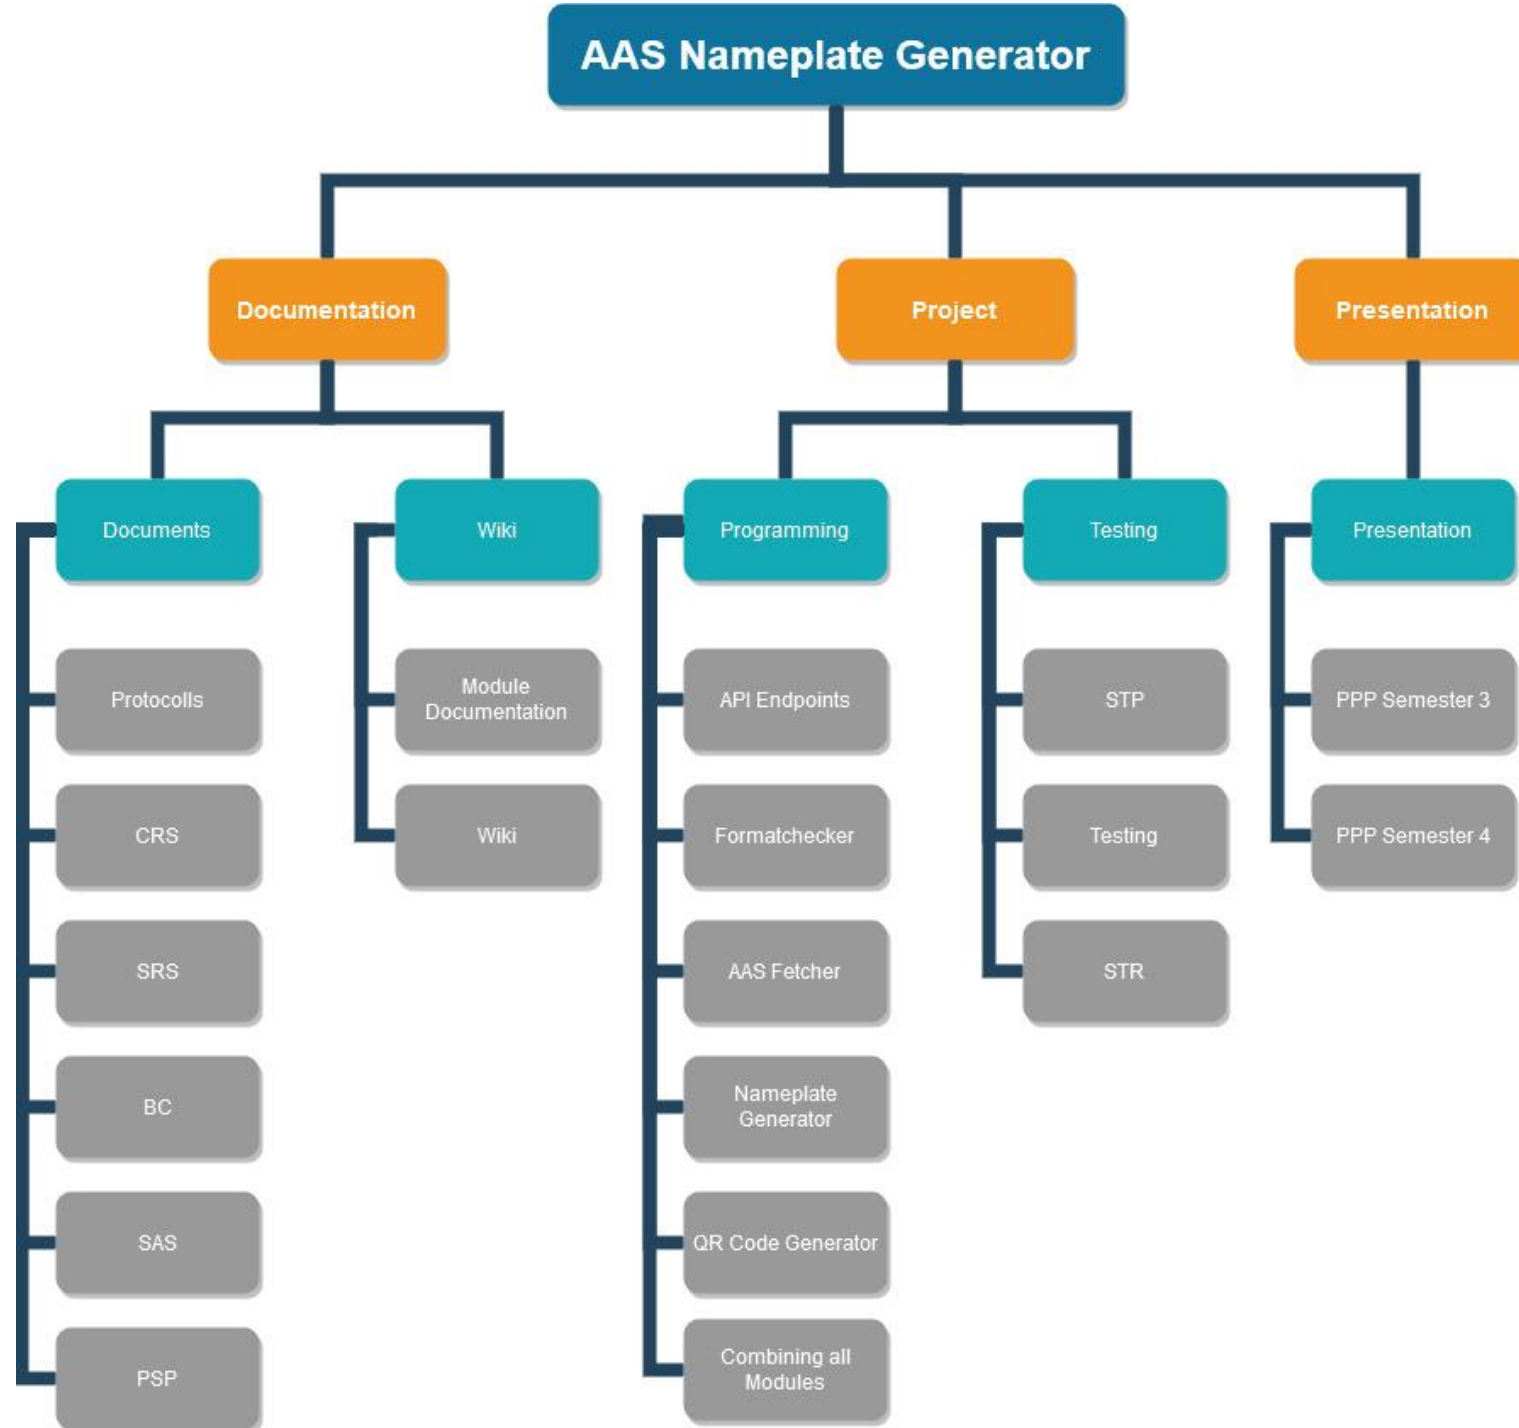 AAS Nameplate Generator
Documentation
Project
Presentation
Documents
Wiki
Programming
Testing
Presentation
Protocolls
Module
Documentation
API Endpoints
STP
PPP Semester 3
CRS
Wiki
Formatchecker
Testing
PPP Semester 4
SRS
AAS Fetcher
STR
BC
Nameplate
Generator
SAS
QR Code Generator
PSP
Combining all
Modules